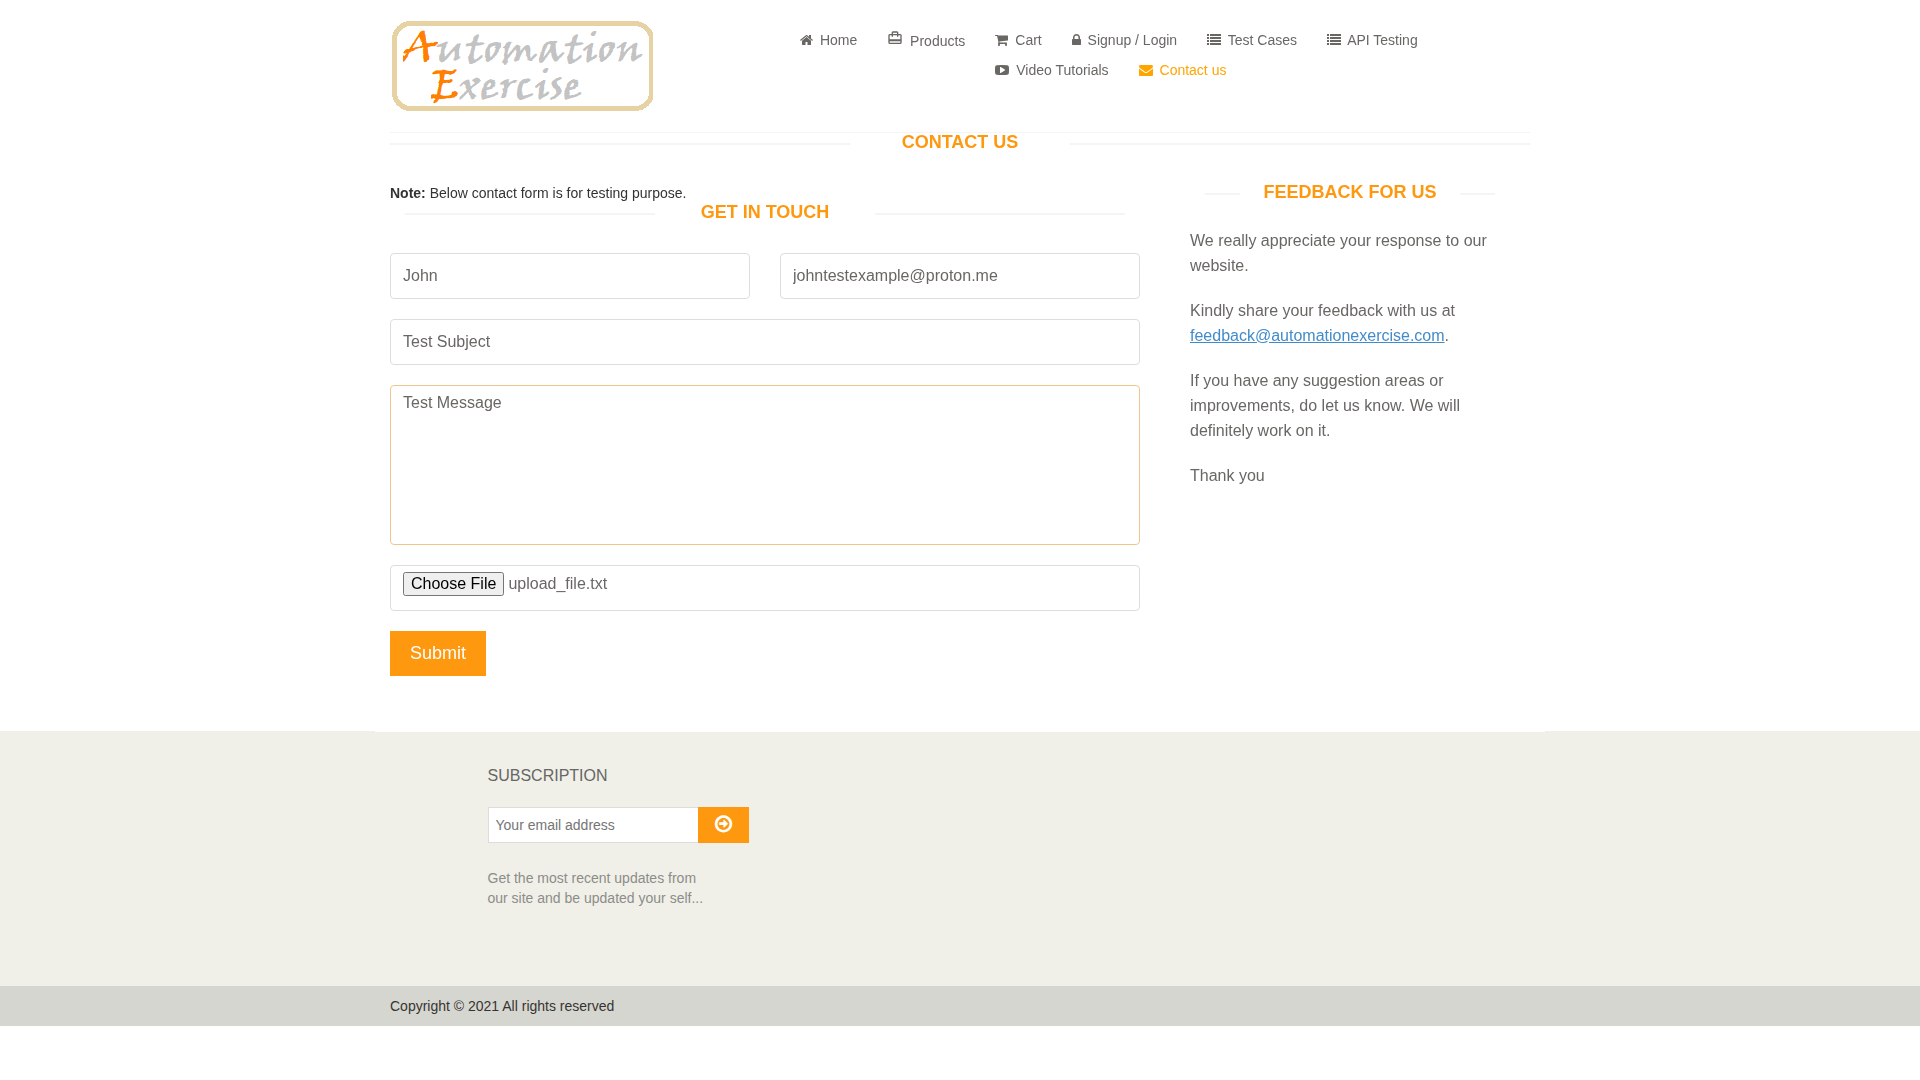 Automation
Exercise
Home
Products
Cart
Signup / Login
Test Cases
API Testing
Video Tutorials
Contact us
CONTACT US
Note: Below contact form is for testing purpose.
GET IN TOUCH
John
johntestexample@proton.me
Test Subject
Test Message
Choose File upload_file.txt
Submit
FEEDBACK FOR US
We really appreciate your response to our
website.
Kindly share your feedback with us at
feedback@automationexercise.com.
If you have any suggestion areas or
improvements, do let us know. We will
definitely work on it.
Thank you
SUBSCRIPTION
Your email address
Get the most recent updates from
our site and be updated your self...
Copyright © 2021 All rights reserved